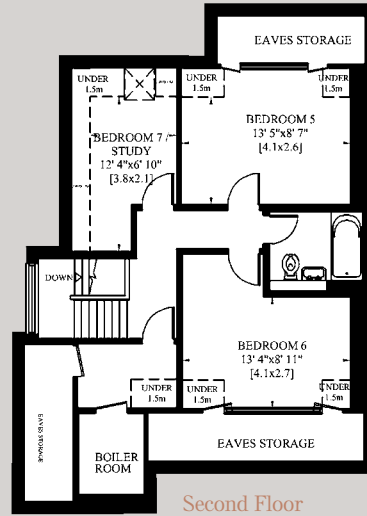 EAVES STORAGE
UNDER
1.5m
UNDER
1.5m
UNDER
1.5m
BEDROOM 5
13' 5"x8' 7"
[4.1x2.6]
BEDROOM 7 /
STUDY
12' 4"x6' 10"
[3.8x2.1]
DOWN
BEDROOM 6
13' 4"x8' 11"
[4.1x2.7]
UNDER
1.5m
UNDER
1.5m
UNDER
1.5m
EAVES STORAGE
BOILER
ROOM
EAVES STORAGE
Second Floor